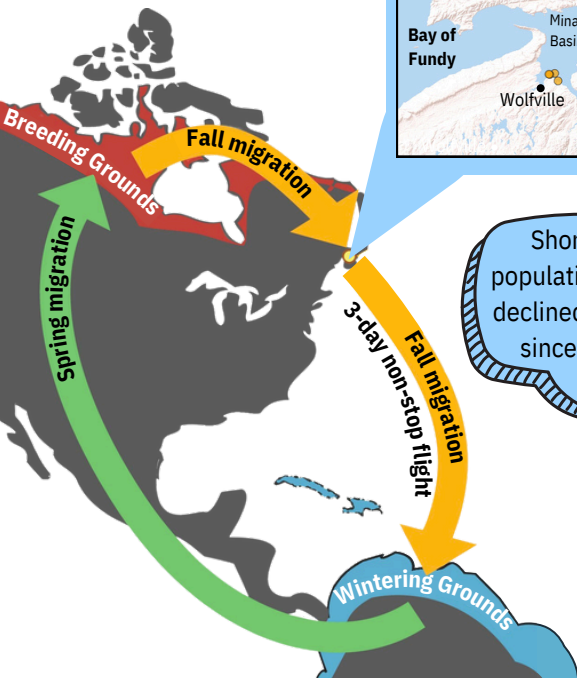 Bay of
Fundy
Basi
Wolfville
Breeding Grounds
Fall migration
Spring migration
Fall migration
3-day non-stop flight
Shor
populati
declined
since
Wintering Grounds